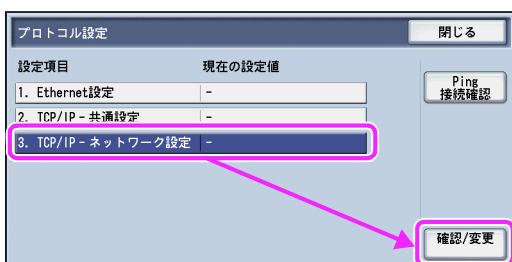 プロトコル設定
閉じる
設定項目 現在の設定値
1. Ethernet設定 -
2. TCP/IP - 共通設定 -
3. TCP/IP - ネットワーク設定 -
Ping
接続確認
確認/変更